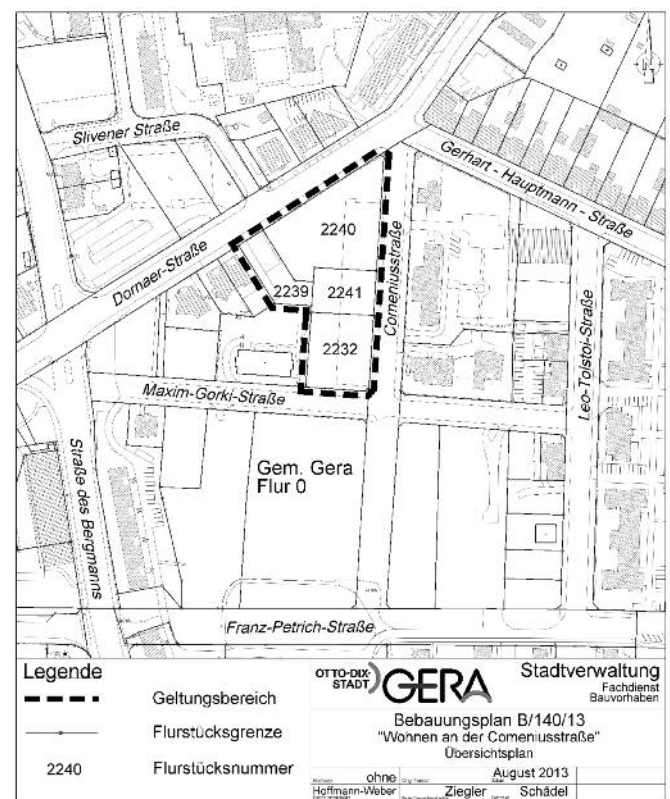 Slivener Straße
Gerhart - Hauptmann - Straße
Dornaer-Straße
2240
2239
2241
2232
Comeniusstraße
Leo-Tolstoi-Straße
Maxim-Gorki-Straße
Straße des Bergmanns
Gem. Gera
Flur 0
Franz-Petrich-Straße
Legende
Geltungsbereich
Flurstücksgrenze
2240 Flurstücksnummer
OTTO-DIX-
STADT
GERA
Stadtverwaltung
Fachdienst
Bauvorhaben
Bebauungsplan B/140/13
"Wohnen an der Comeniusstraße"
Übersichtsplan
ohne August 2013
Hoffmann-Weber Ziegler Schädel